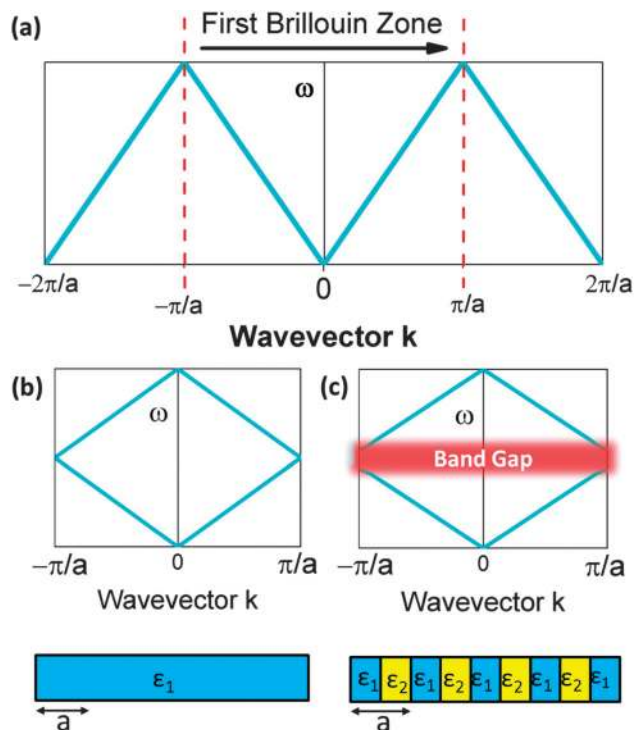 (a) First Brillouin Zone
ω
−2π/a −π/a 0 π/a 2π/a
Wavevector k
(b) (c)
ω ω
Band Gap
−π/a 0 π/a −π/a 0 π/a
Wavevector k Wavevector k
ε1 ε1 ε2 ε1 ε2 ε1 ε2 ε1 ε2 ε1
a a